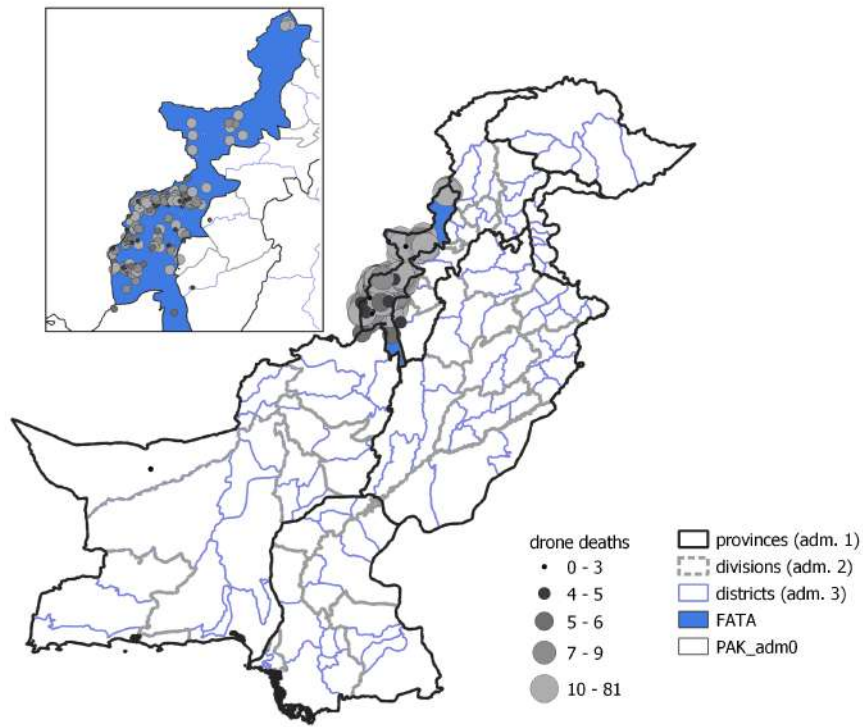 drone deaths
0 - 3
4 - 5
5 - 6
7 - 9
10 - 81
provinces (adm. 1)
divisions (adm. 2)
districts (adm. 3)
FATA
PAK_adm0